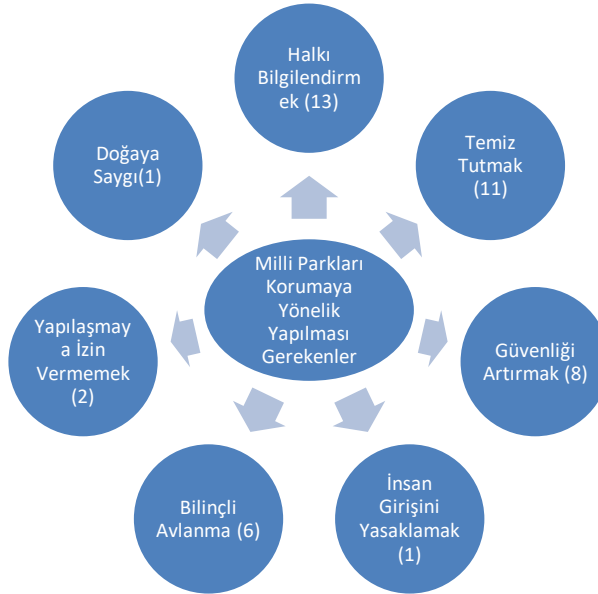 Halkı
Bilgilendirm
ek (13)
Temiz
Tutmak
(11)
Güvenliği
Artırmak (8)
İnsan
Girişini
Yasaklamak
(1)
Bilinçli
Avlanma (6)
Yapılaşmay
a İzin
Vermemek
(2)
Doğaya
Saygı(1)
Milli Parkları
Korumaya
Yönelik
Yapılması
Gerekenler